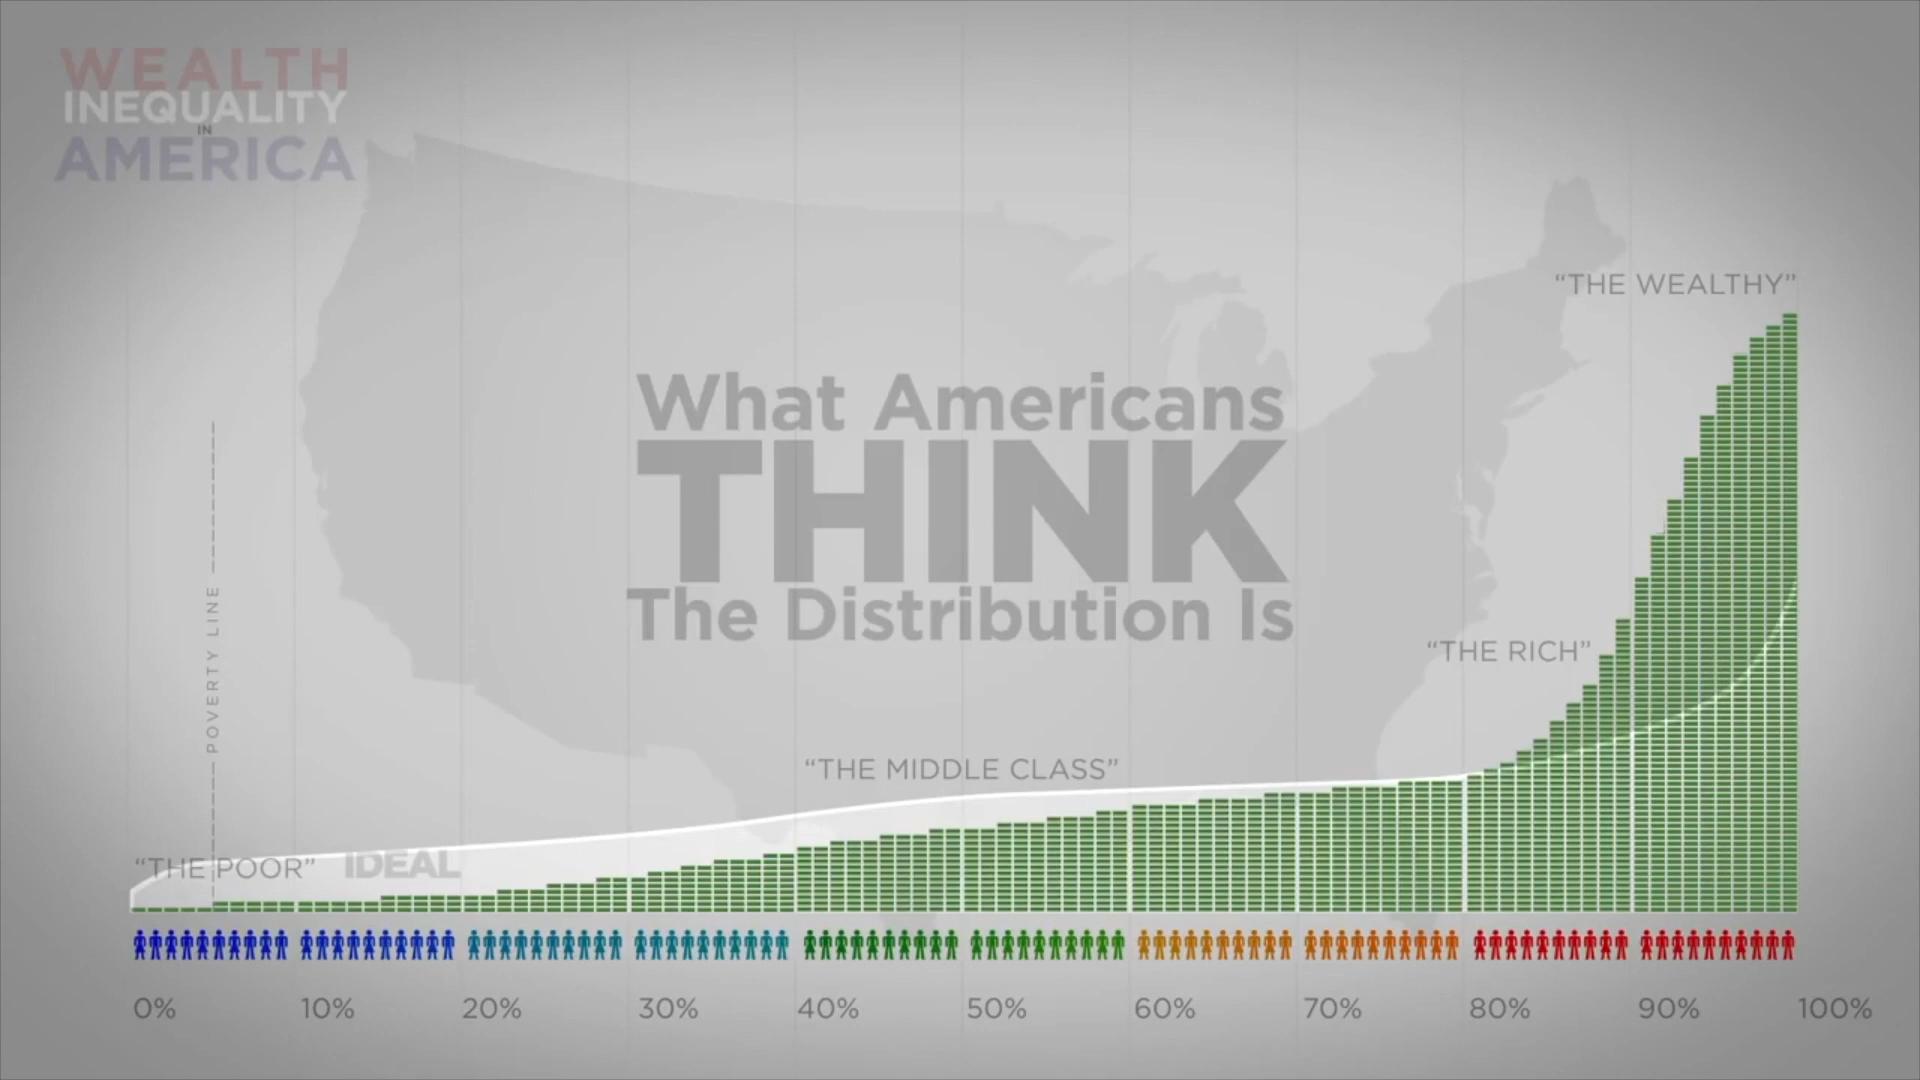 WEALTH
INEQUALITY
IN
AMERICA
“THE WEALTHY”
What Americans
THINK
The Distribution Is
POVERTY LINE
“THE RICH”
“THE MIDDLE CLASS”
“THE POOR” IDEAL
0% 10% 20% 30% 40% 50% 60% 70% 80% 90% 100%